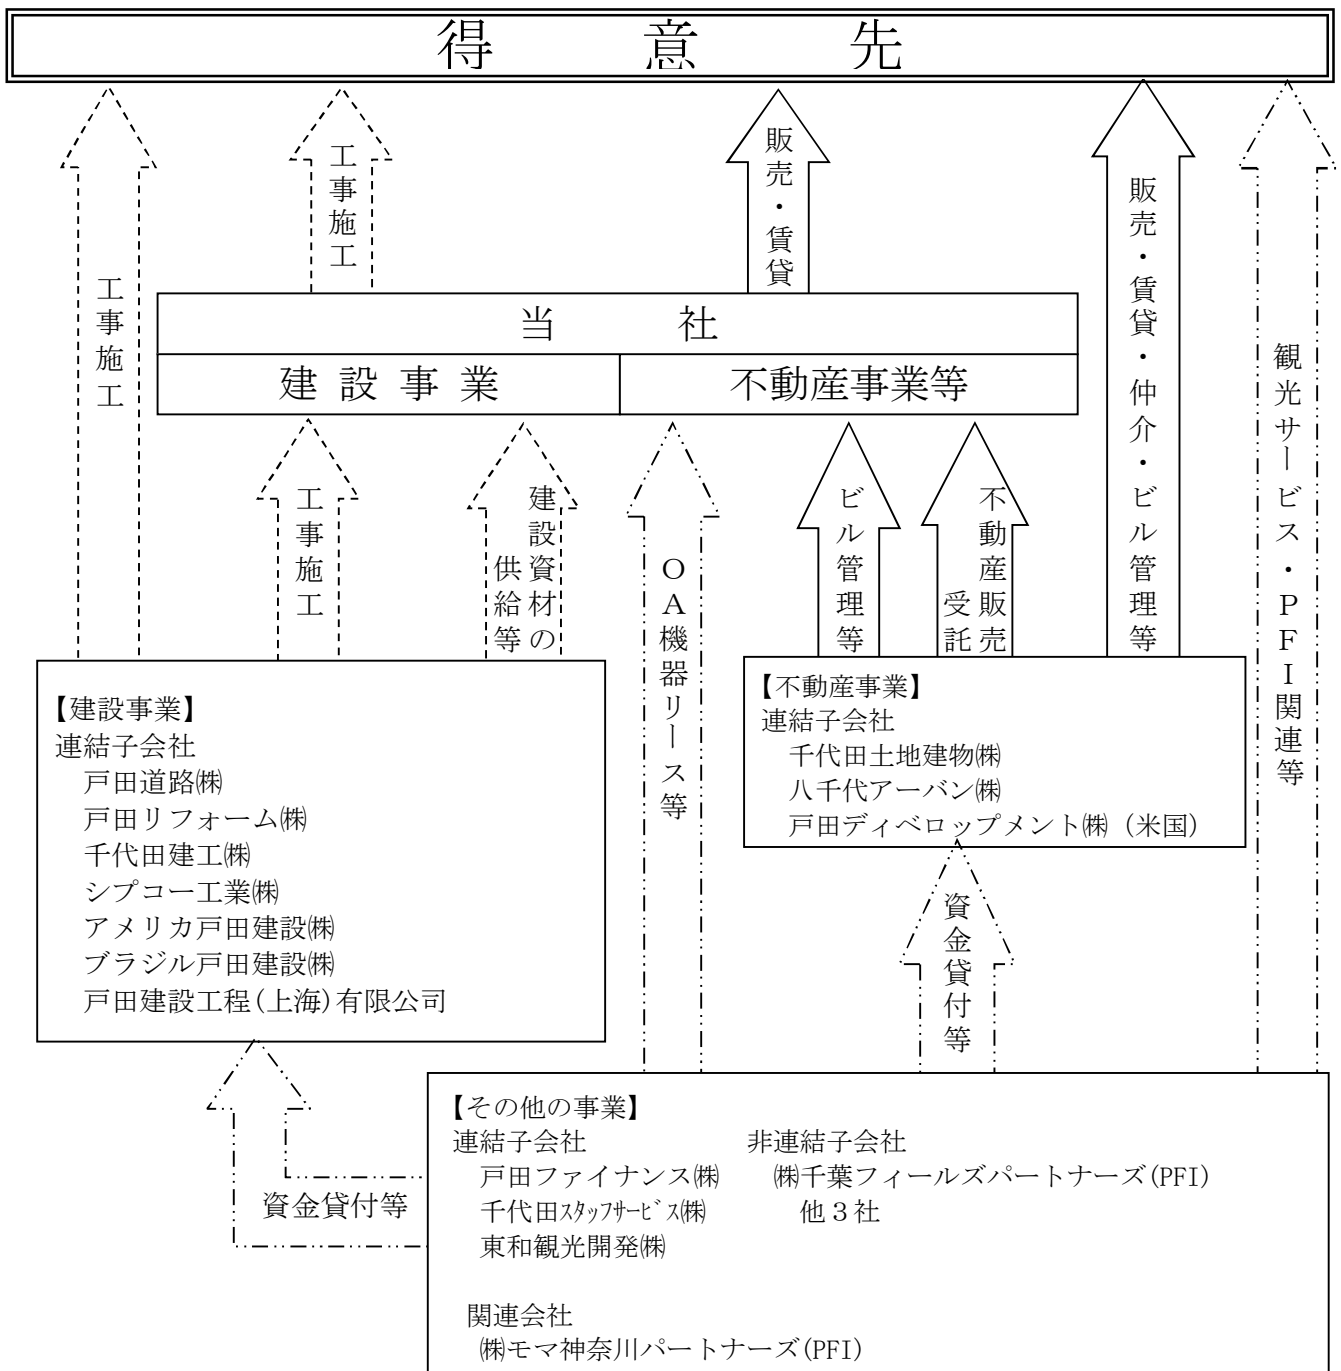 得意先
工事施工
工事施工
販売・賃貸
販売・賃貸・仲介・ビル管理等
観光サービス・ＰＦＩ関連等
当社
建設事業
不動産事業等
工事施工
建設資材の
供給等
ＯＡ機器リース等
ビル管理等
不動産販売
受託
【建設事業】
連結子会社
戸田道路㈱
戸田リフォーム㈱
千代田建工㈱
シプコー工業㈱
アメリカ戸田建設㈱
ブラジル戸田建設㈱
戸田建設工程(上海)有限公司
【不動産事業】
連結子会社
千代田土地建物㈱
八千代アーバン㈱
戸田ディベロップメント㈱（米国）
資金貸付等
資金貸付等
【その他の事業】
連結子会社
戸田ファイナンス㈱
千代田ｽﾀｯﾌｻｰﾋﾞｽ㈱
東和観光開発㈱
非連結子会社
㈱千葉フィールズパートナーズ(PFI)
他３社
関連会社
㈱モマ神奈川パートナーズ(PFI)